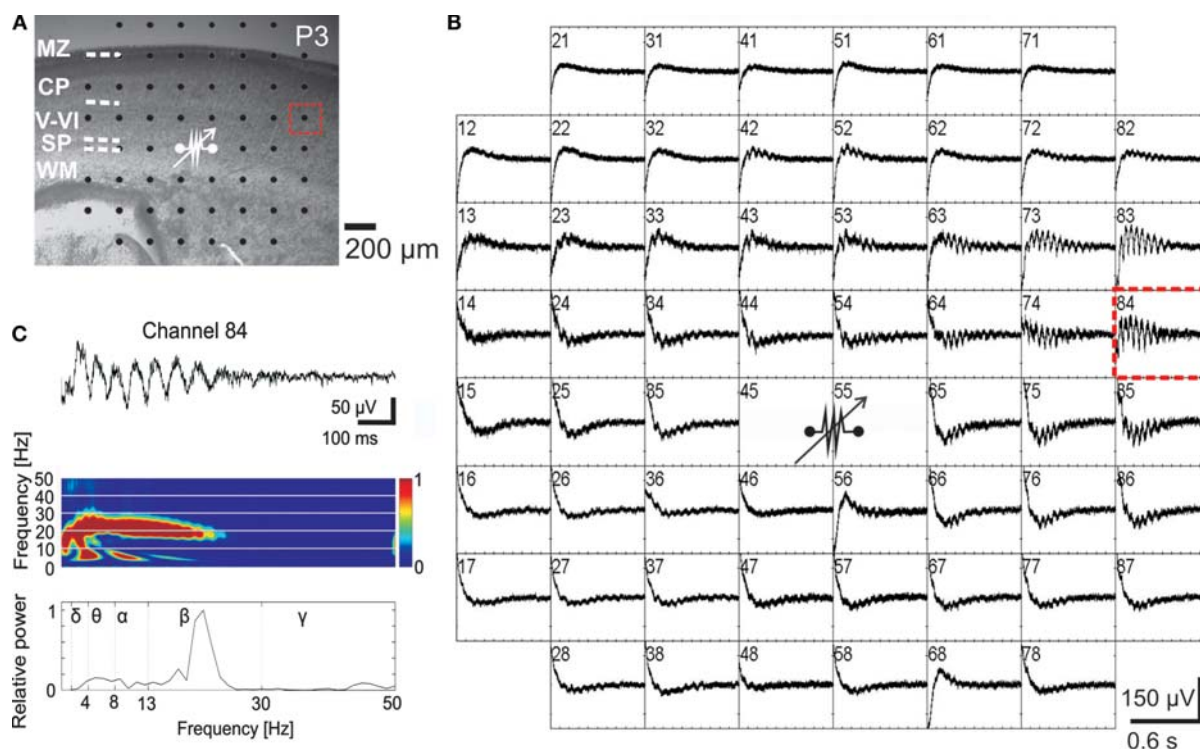 A
P3
MZ
CP
V-VI
SP
WM
200 µm
B
21 31 41 51 61 71
12 22 32 42 52 62 72 82
13 23 33 43 53 63 73 83
14 24 34 44 54 64 74 84
15 25 35 45 55 65 75 85
16 26 36 46 56 66 76 86
17 27 37 47 57 67 77 87
28 38 48 58 68 78
150 µV
0.6 s
C
Channel 84
50 µV
100 ms
Frequency [Hz]
50
40
30
20
10
0
1
0
Relative power
1
0
δ θ α β γ
4 8 13 30 50
Frequency [Hz]